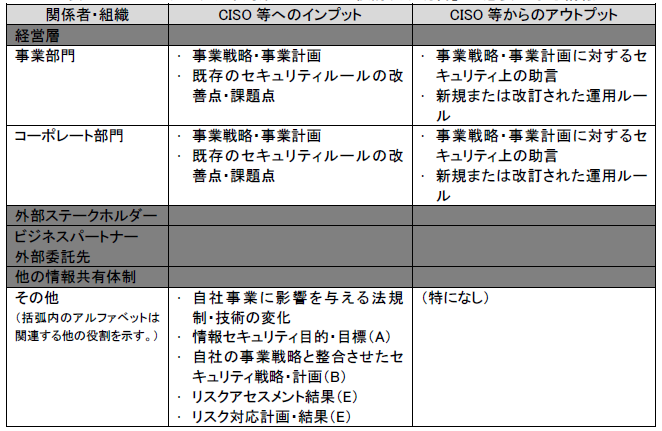 関係者・組織
CISO 等へのインプット
CISO 等からのアウトプット
経営層
事業部門
・ 事業戦略・事業計画
・ 既存のセキュリティルールの改
善点・課題点
・ 事業戦略・事業計画に対するセ
キュリティ上の助言
・ 新規または改訂された運用ルー
ル
コーポレート部門
・ 事業戦略・事業計画
・ 既存のセキュリティルールの改
善点・課題点
・ 事業戦略・事業計画に対するセ
キュリティ上の助言
・ 新規または改訂された運用ルー
ル
外部ステークホルダー
ビジネスパートナー
外部委託先
他の情報共有体制
その他
（括弧内のアルファベットは
関連する他の役割を示す。）
・ 自社事業に影響を与える法規
制・技術の変化
・ 情報セキュリティ目的・目標（A）
・ 自社の事業戦略と整合させたセ
キュリティ戦略・計画（B）
・ リスクアセスメント結果（E）
・ リスク対応計画・結果（E）
（特になし）